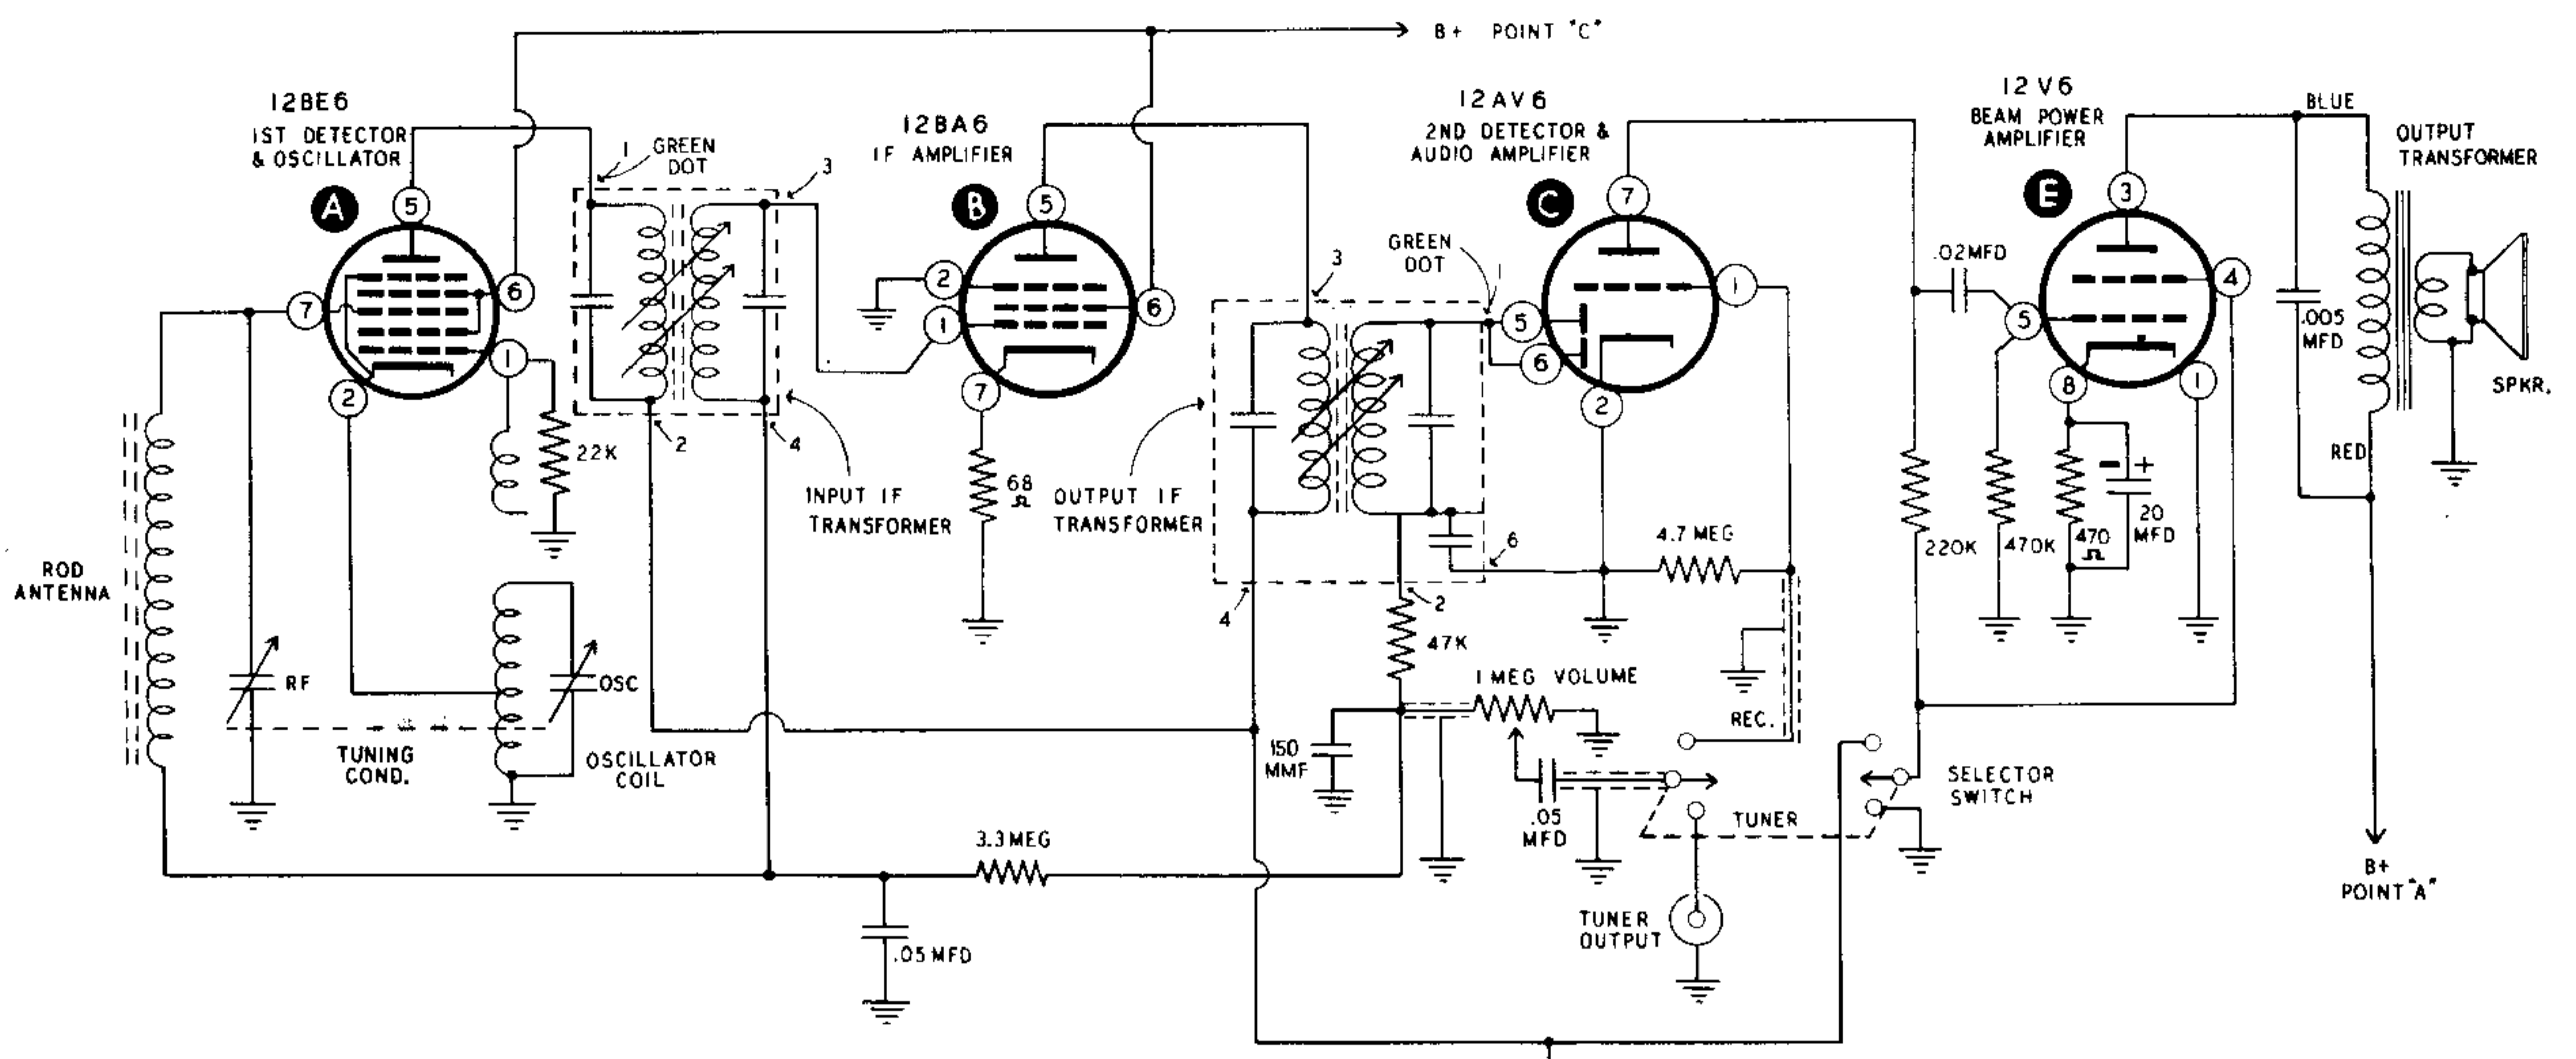 B+ POINT "C"
12BE6
1ST DETECTOR
& OSCILLATOR
A
5
7
6
1
2
22K
1
GREEN
DOT
3
2
4
INPUT IF
TRANSFORMER
12BA6
IF AMPLIFIER
B
5
2
1
6
7
68
Ω
OUTPUT IF
TRANSFORMER
3
GREEN
DOT
1
6
2
4
12AV6
2ND DETECTOR &
AUDIO AMPLIFIER
C
7
1
5
6
2
4.7 MEG
47K
1 MEG VOLUME
150
MMF
.05
MFD
REC.
TUNER
TUNER
OUTPUT
SELECTOR
SWITCH
12V6
BEAM POWER
AMPLIFIER
E
3
4
5
8
1
.02MFD
220K
470K
470
Ω
- +
20
MFD
BLUE
.005
MFD
RED
OUTPUT
TRANSFORMER
SPKR.
B+
POINT "A"
ROD
ANTENNA
RF
TUNING
COND.
OSC
OSCILLATOR
COIL
3.3MEG
.05MFD